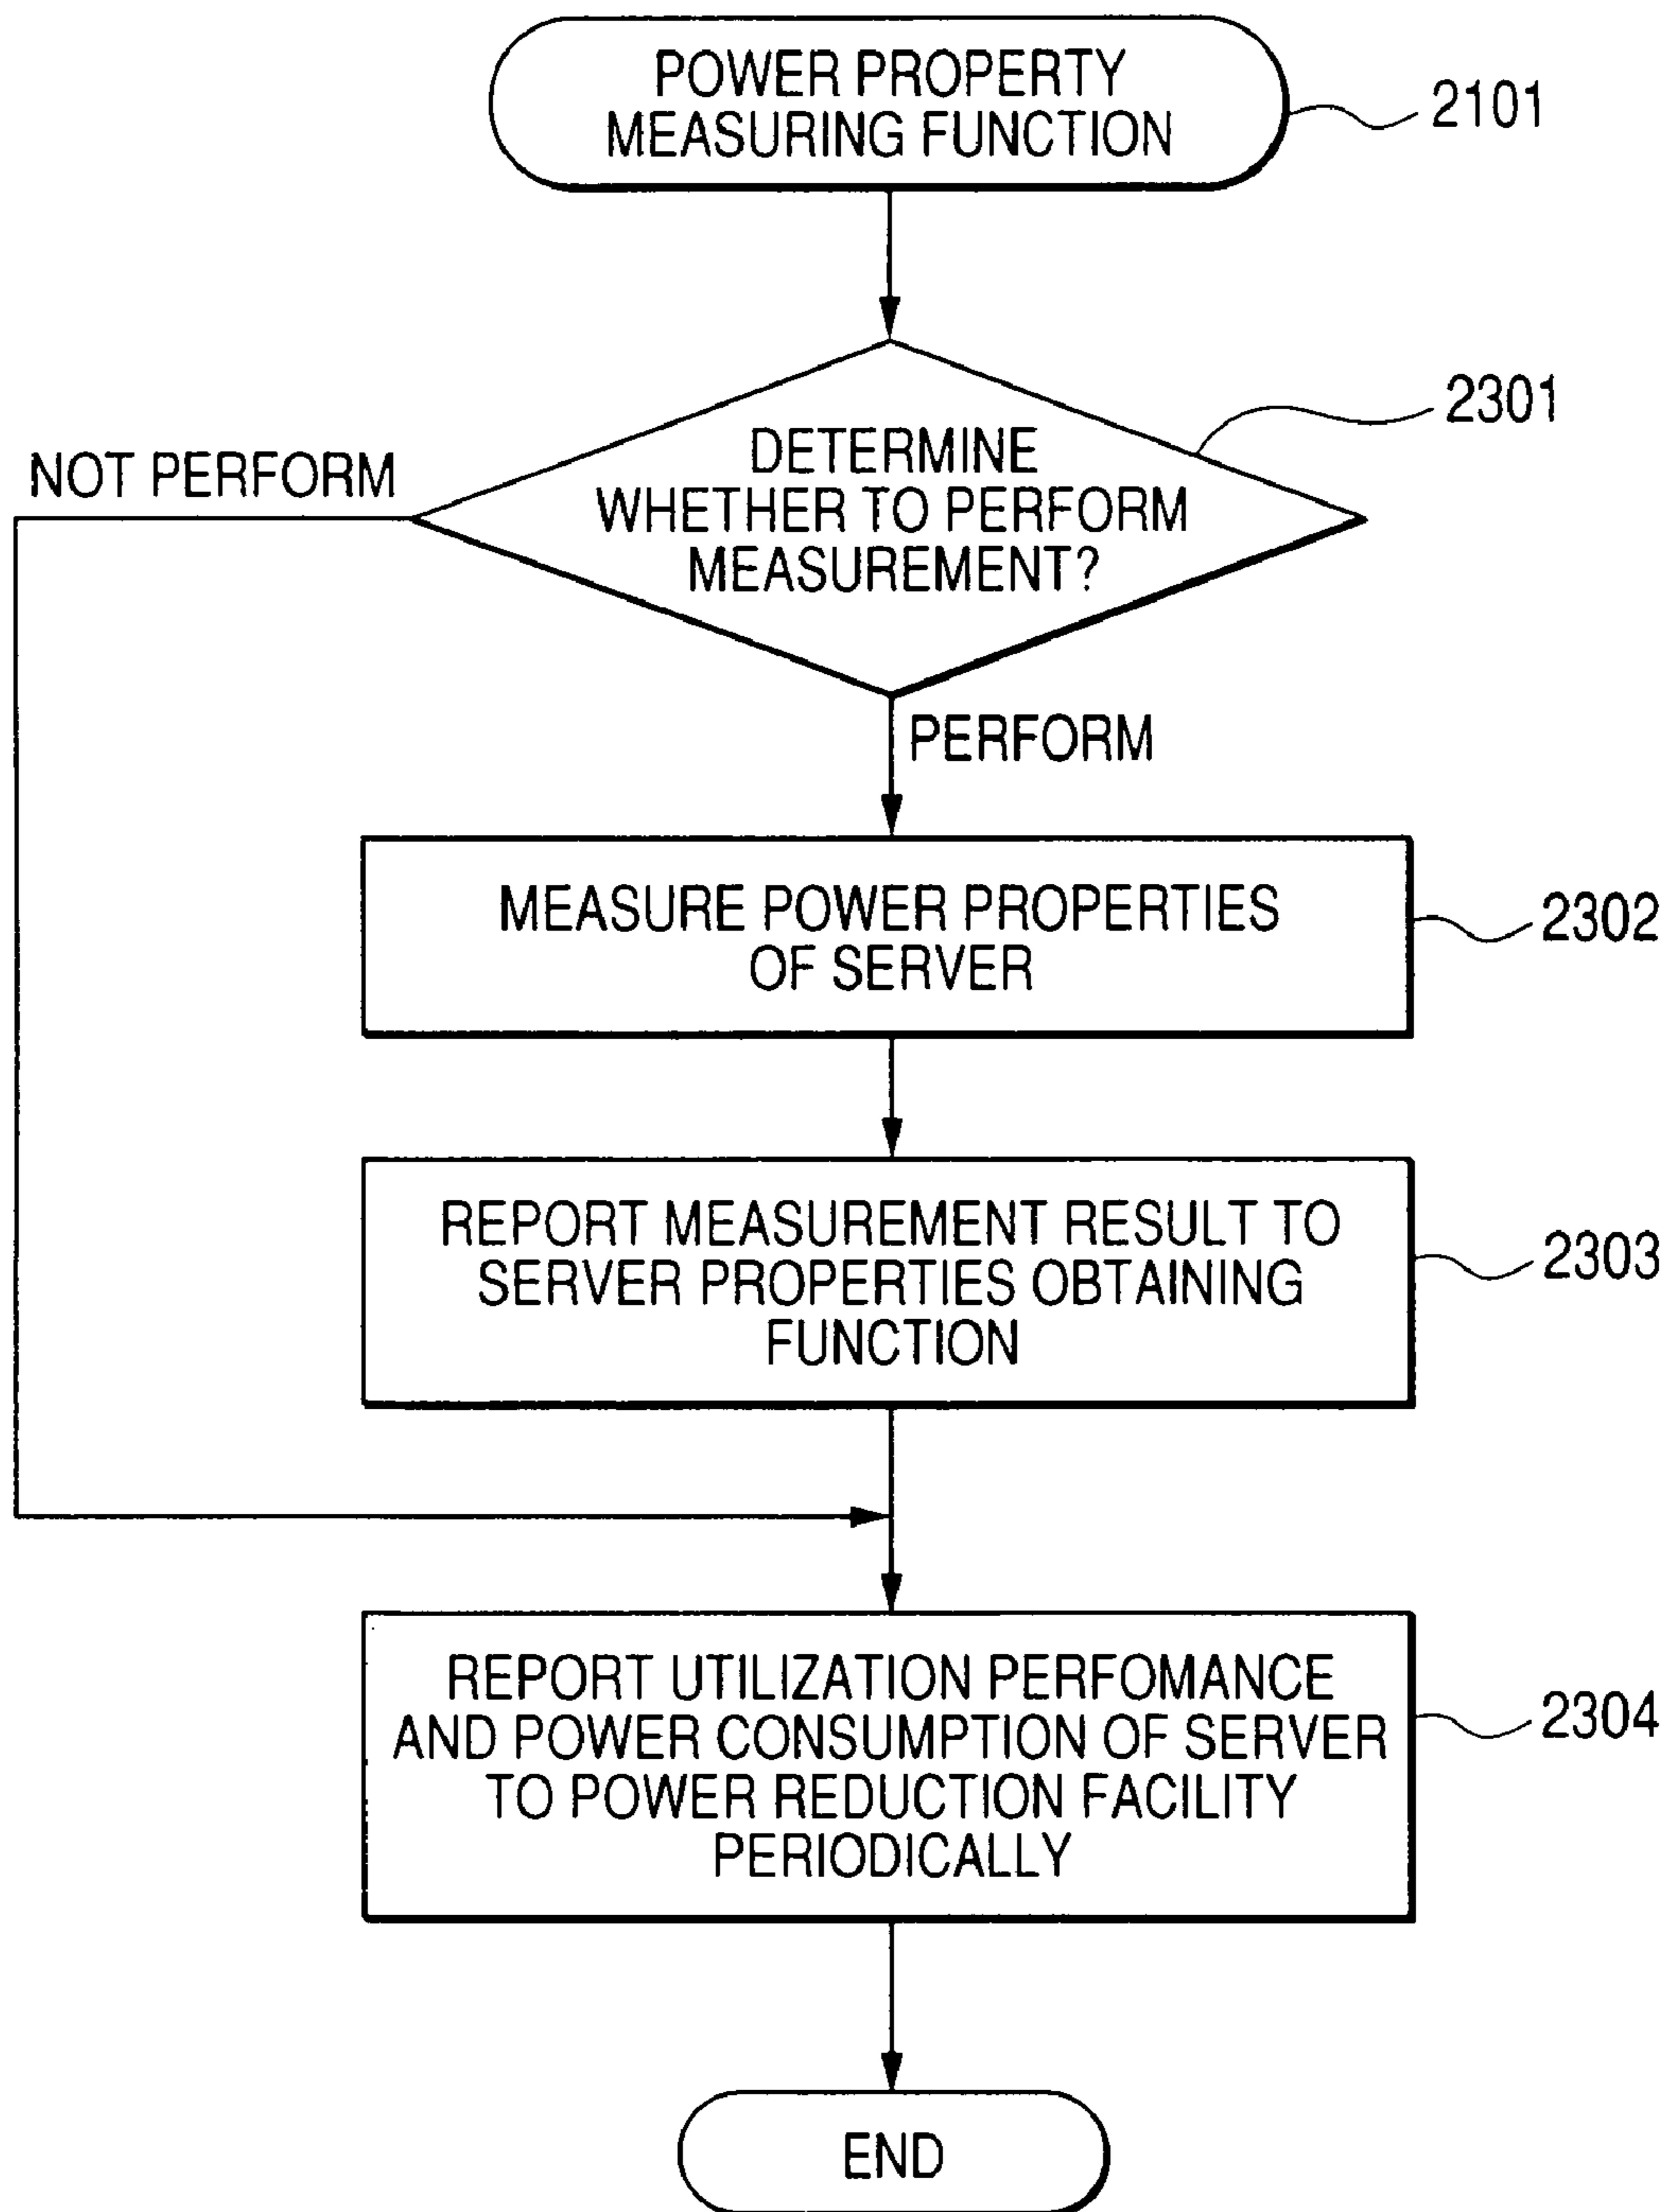 POWER PROPERTY
MEASURING FUNCTION
2101
2301
NOT PERFORM
DETERMINE
WHETHER TO PERFORM
MEASUREMENT?
PERFORM
MEASURE POWER PROPERTIES
OF SERVER
2302
REPORT MEASUREMENT RESULT TO
SERVER PROPERTIES OBTAINING
FUNCTION
2303
REPORT UTILIZATION PERFOMANCE
AND POWER CONSUMPTION OF SERVER
TO POWER REDUCTION FACILITY
PERIODICALLY
2304
END